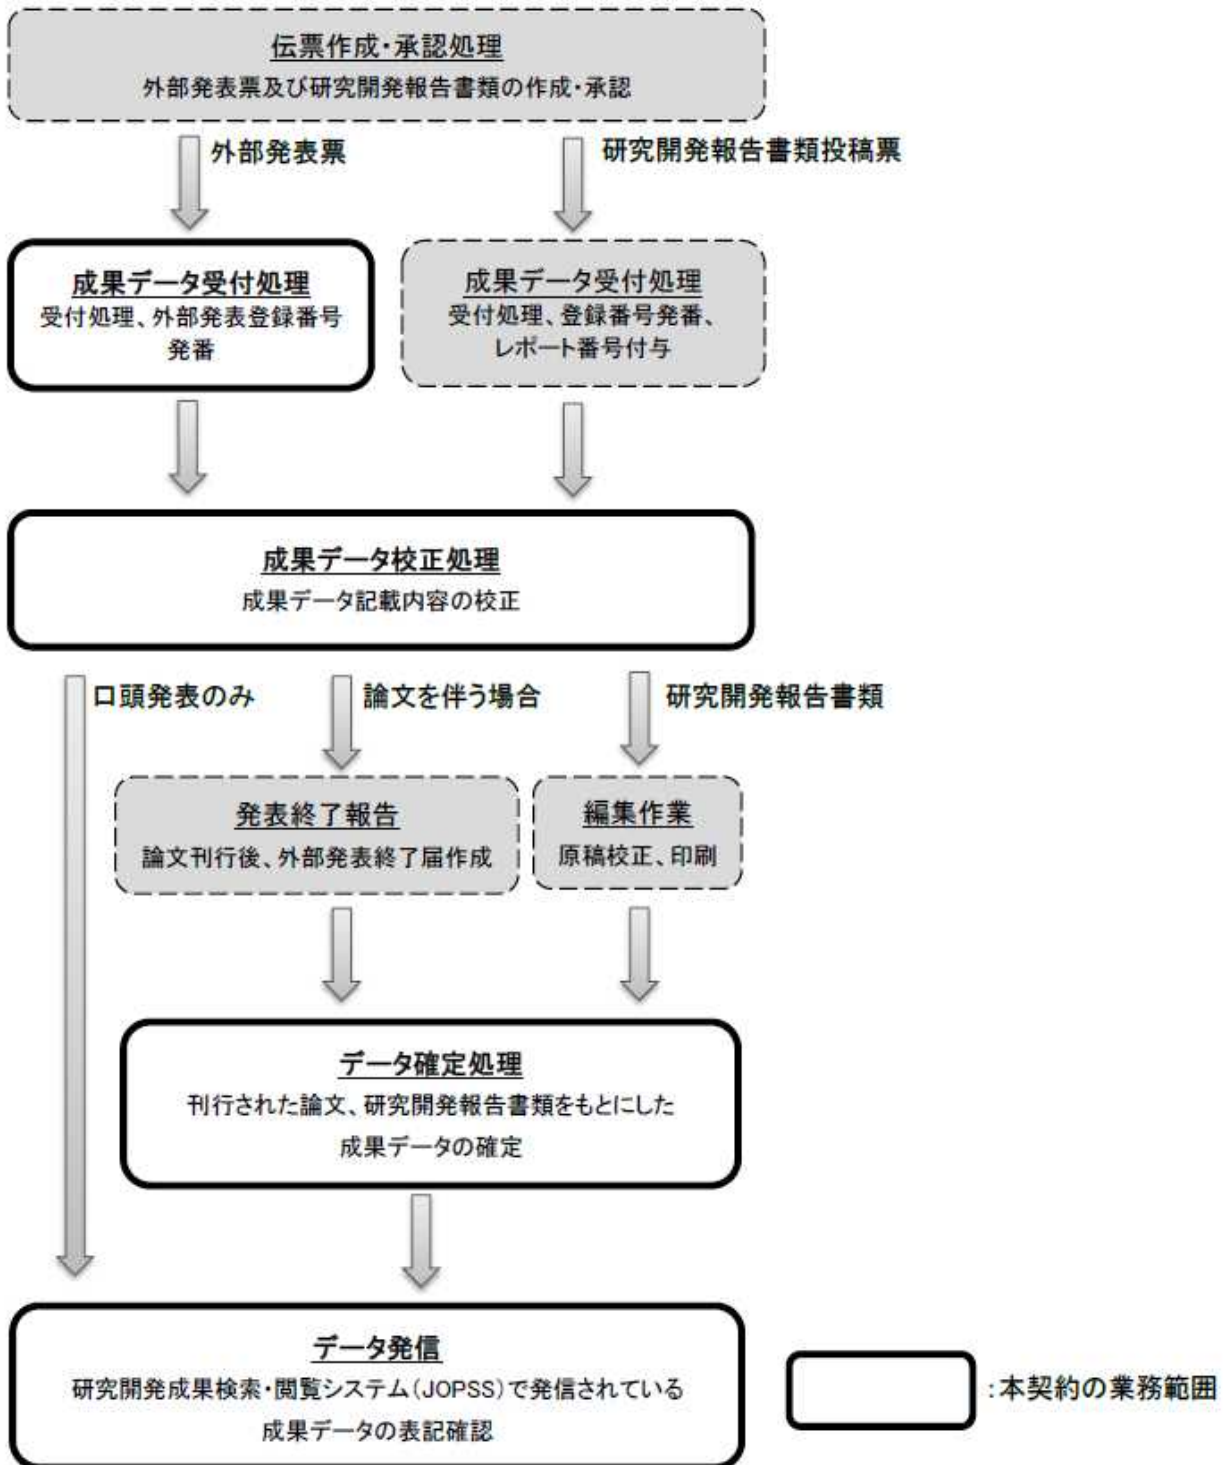 伝票作成・承認処理
外部発表票及び研究開発報告書類の作成・承認
外部発表票
研究開発報告書類投稿票
成果データ受付処理
受付処理、外部発表登録番号
発番
成果データ受付処理
受付処理、登録番号発番、
レポート番号付与
成果データ校正処理
成果データ記載内容の校正
口頭発表のみ
論文を伴う場合
研究開発報告書類
発表終了報告
論文刊行後、外部発表終了届作成
編集作業
原稿校正、印刷
データ確定処理
刊行された論文、研究開発報告書類をもとにした
成果データの確定
データ発信
研究開発成果検索・閲覧システム(JOPSS)で発信されている
成果データの表記確認
:本契約の業務範囲